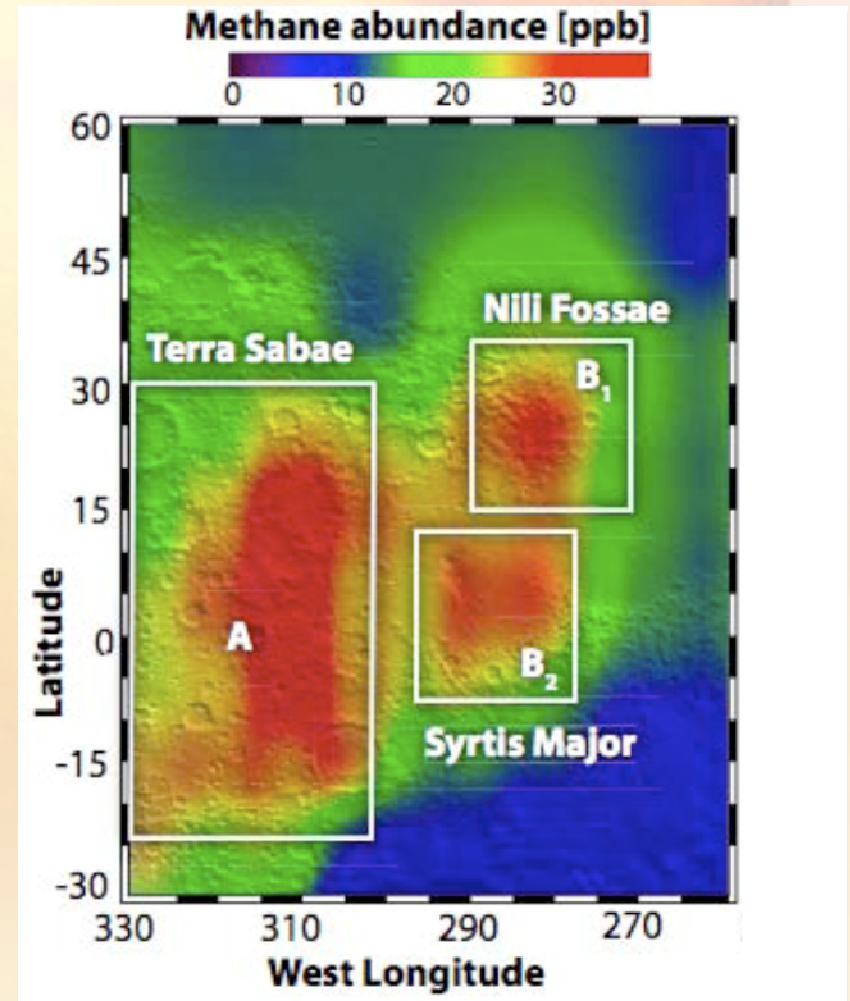 Methane abundance [ppb]
0 10 20 30
60
45
Nili Fossae
Terra Sabae
B1
30
15
A
0
B2
Latitude
Syrtis Major
-15
-30
330 310 290 270
West Longitude